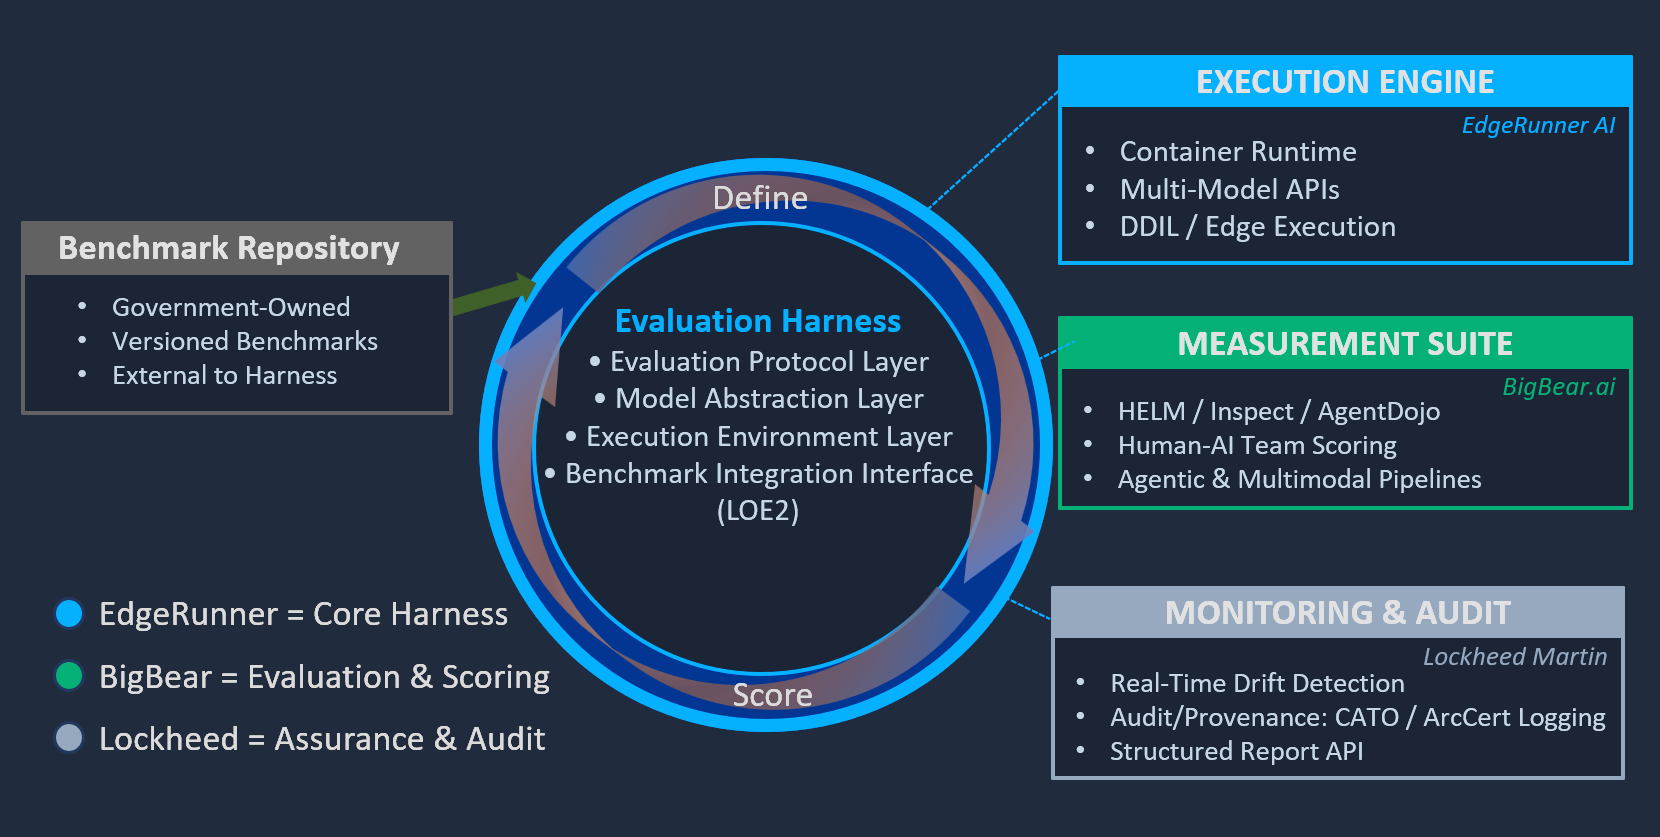 EXECUTION ENGINE
EdgeRunner AI
• Container Runtime
• Multi-Model APIs
• DDIL / Edge Execution
Define
Benchmark Repository
• Government-Owned
• Versioned Benchmarks
• External to Harness
Evaluation Harness
• Evaluation Protocol Layer
• Model Abstraction Layer
• Execution Environment Layer
• Benchmark Integration Interface
(LOE2)
MEASUREMENT SUITE
BigBear.ai
• HELM / Inspect / AgentDojo
• Human-AI Team Scoring
• Agentic & Multimodal Pipelines
Score
MONITORING & AUDIT
Lockheed Martin
• Real-Time Drift Detection
• Audit/Provenance: CATO / ArcCert Logging
• Structured Report API
EdgeRunner = Core Harness
BigBear = Evaluation & Scoring
Lockheed = Assurance & Audit